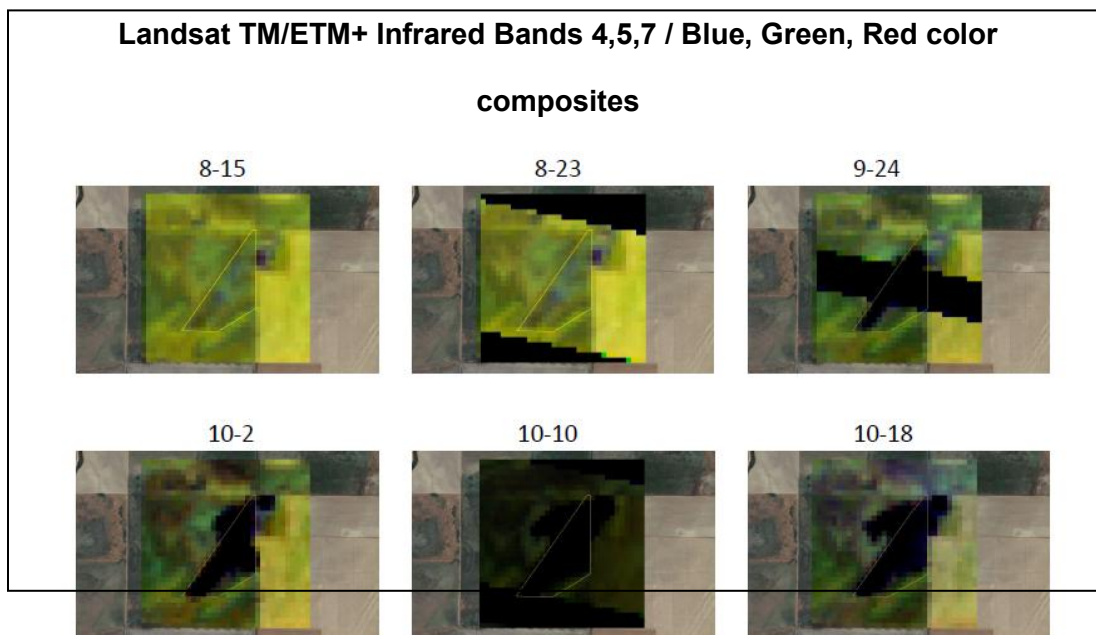 Landsat TM/ETM+ Infrared Bands 4,5,7 / Blue, Green, Red color
composites
8-15 8-23 9-24
10-2 10-10 10-18